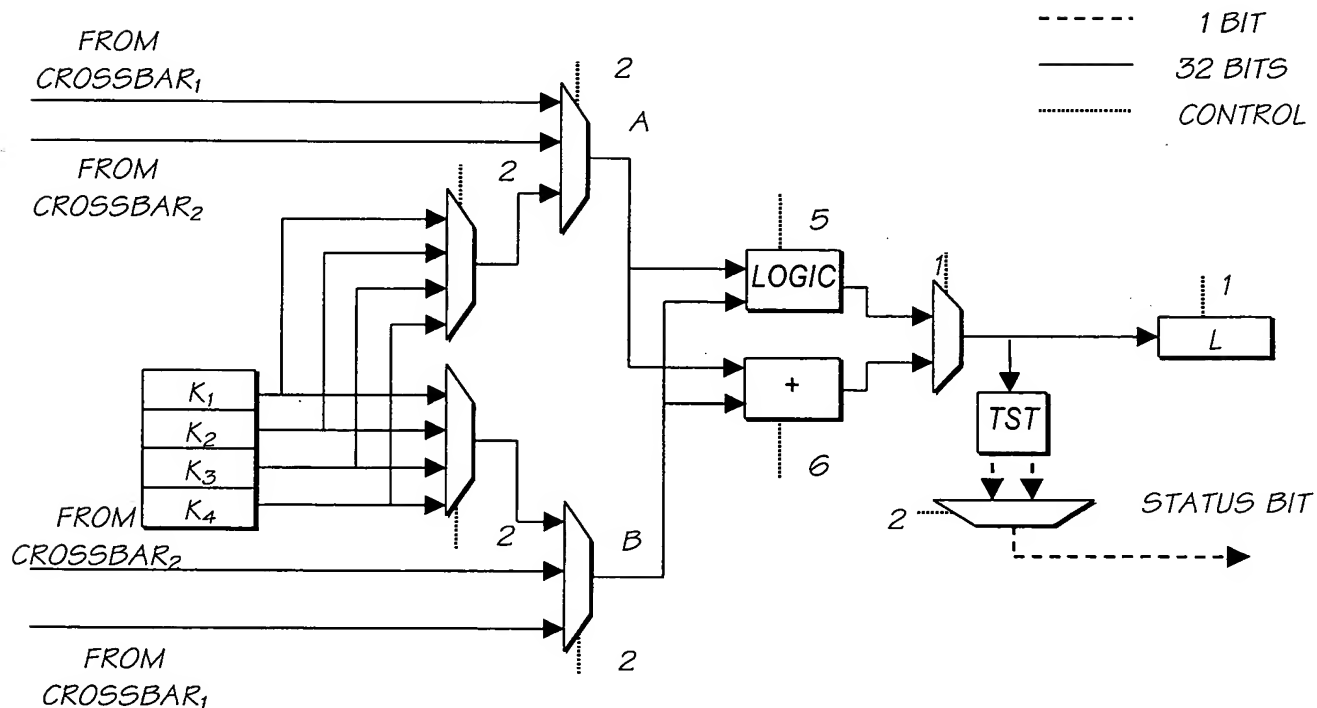 FROM
CROSSBAR₁
FROM
CROSSBAR₂
2
A
2
1 BIT
32 BITS
CONTROL
5
LOGIC
+
6
1
1
L
TST
2
STATUS BIT
K₁
K₂
K₃
K₄
2
B
2
FROM
CROSSBAR₂
FROM
CROSSBAR₁